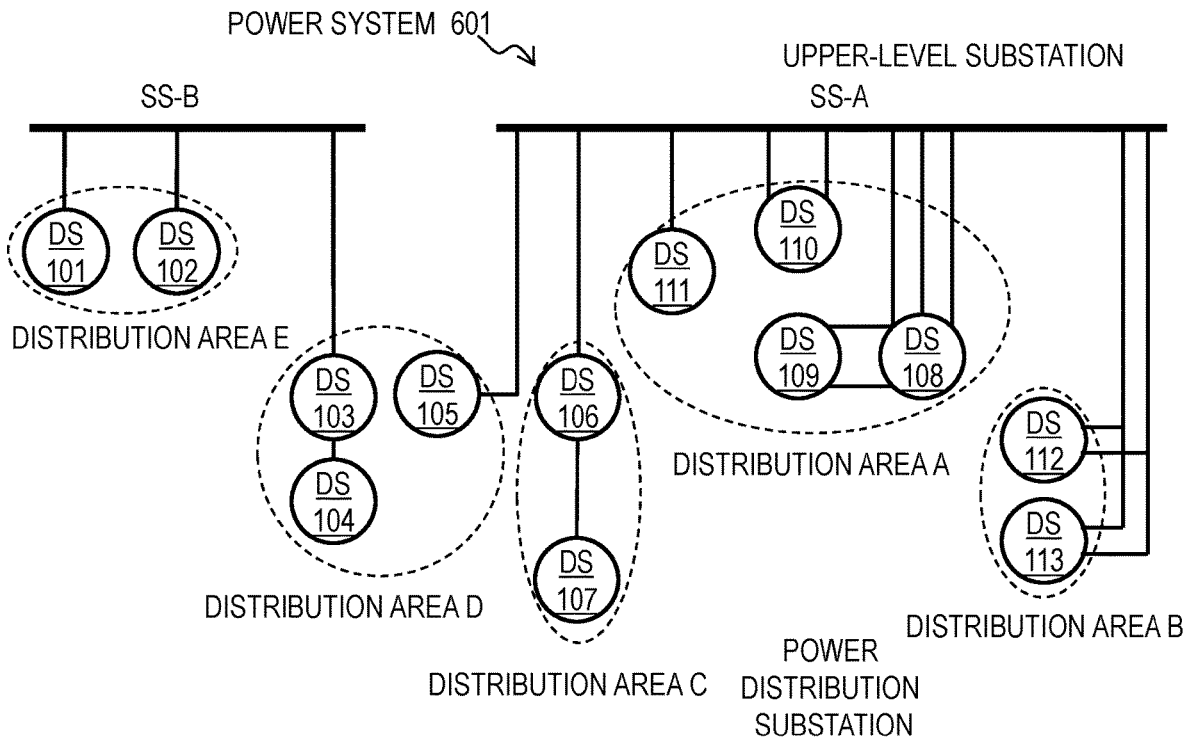 POWER SYSTEM 601
UPPER-LEVEL SUBSTATION
SS-B
SS-A
DS
101
DS
102
DISTRIBUTION AREA E
DS
110
DS
111
DS
109
DS
108
DISTRIBUTION AREA A
DS
103
DS
105
DS
104
DISTRIBUTION AREA D
DS
106
DS
107
DISTRIBUTION AREA C
DS
112
DS
113
DISTRIBUTION AREA B
POWER
DISTRIBUTION
SUBSTATION